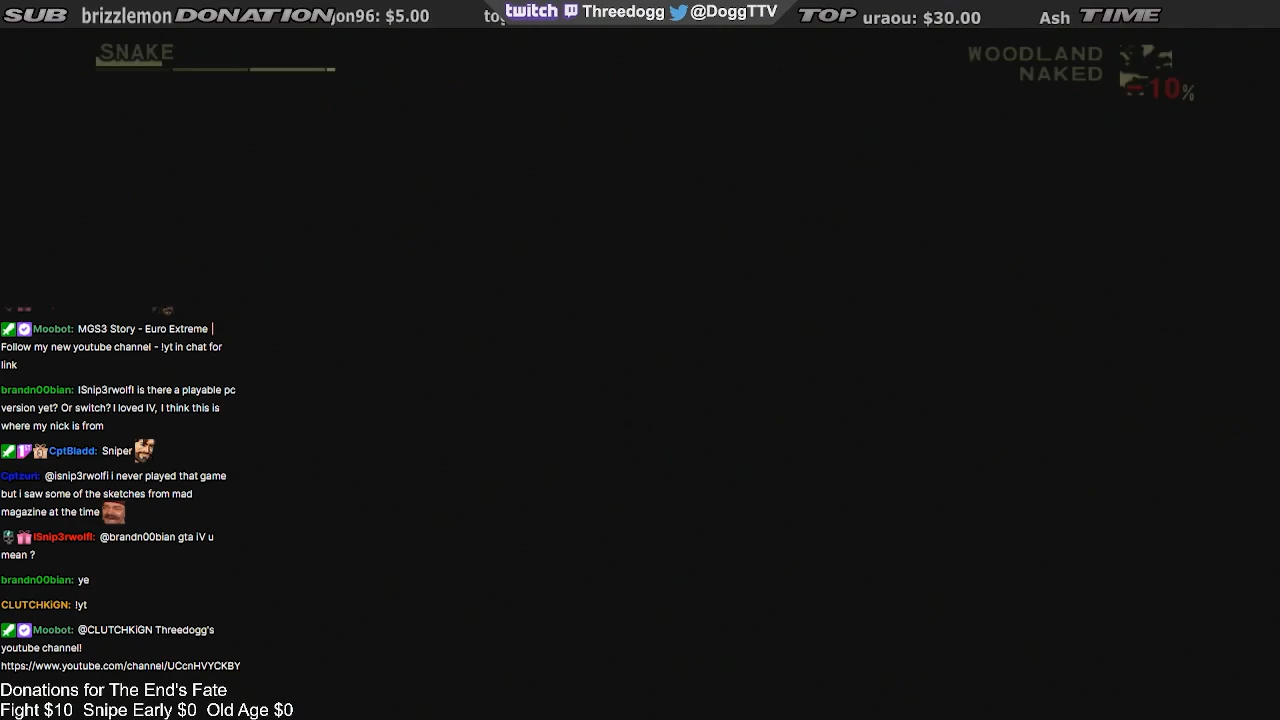 SUB brizzlemon DONATION jon96: $5.00 twitch Threedogg @DoggTTV TOP uraou: $30.00 Ash TIME
SNAKE
WOODLAND
NAKED
-10%
Moobot: MGS3 Story - Euro Extreme |
Follow my new youtube channel - !yt in chat for
link
brandn00bian: ISnip3rwolfI is there a playable pc
version yet? Or switch? I loved IV, I think this is
where my nick is from
CptBladd: Sniper
Cptzuri: @isnip3rwolfi i never played that game
but i saw some of the sketches from mad
magazine at the time
ISnip3rwolfI: @brandn00bian gta iV u
mean ?
brandn00bian: ye
CLUTCHKiGN: !yt
Moobot: @CLUTCHKiGN Threedogg's
youtube channel!
https://www.youtube.com/channel/UCcnHVYCKBY
Donations for The End's Fate
Fight $10 Snipe Early $0 Old Age $0